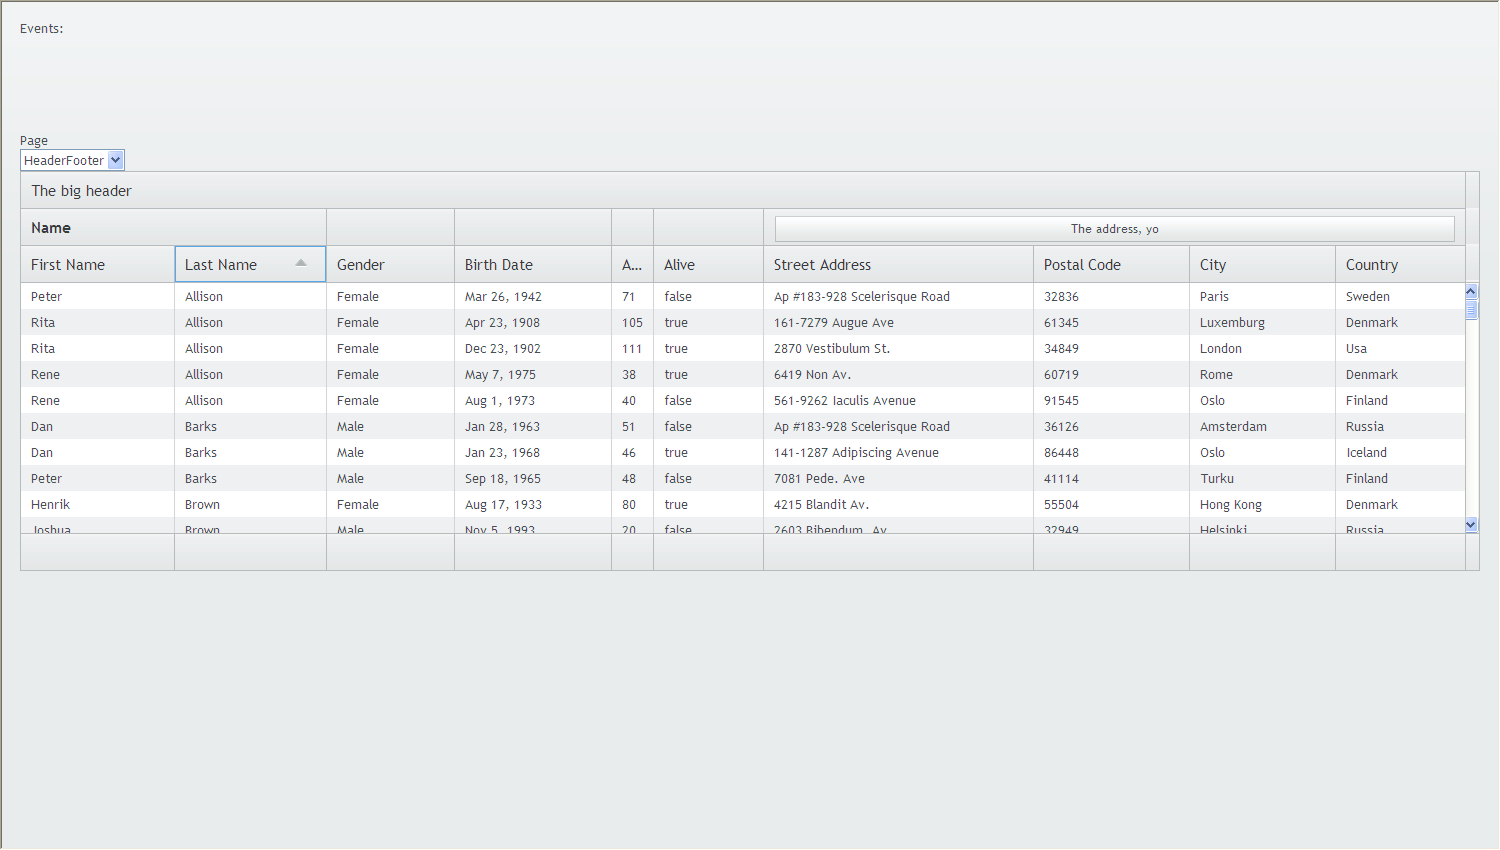 Events:
Page
HeaderFooter
The big header
Name The address, yo
First Name Last Name Gender Birth Date A... Alive Street Address Postal Code City Country
Peter Allison Female Mar 26, 1942 71 false Ap #183-928 Scelerisque Road 32836 Paris Sweden
Rita Allison Female Apr 23, 1908 105 true 161-7279 Augue Ave 61345 Luxemburg Denmark
Rita Allison Female Dec 23, 1902 111 true 2870 Vestibulum St. 34849 London Usa
Rene Allison Female May 7, 1975 38 true 6419 Non Av. 60719 Rome Denmark
Rene Allison Female Aug 1, 1973 40 false 561-9262 Iaculis Avenue 91545 Oslo Finland
Dan Barks Male Jan 28, 1963 51 false Ap #183-928 Scelerisque Road 36126 Amsterdam Russia
Dan Barks Male Jan 23, 1968 46 true 141-1287 Adipiscing Avenue 86448 Oslo Iceland
Peter Barks Male Sep 18, 1965 48 false 7081 Pede. Ave 41114 Turku Finland
Henrik Brown Female Aug 17, 1933 80 true 4215 Blandit Av. 55504 Hong Kong Denmark
Joshua Brown Male Nov 5, 1993 20 false 2603 Bibendum. Av 32949 Helsinki Russia